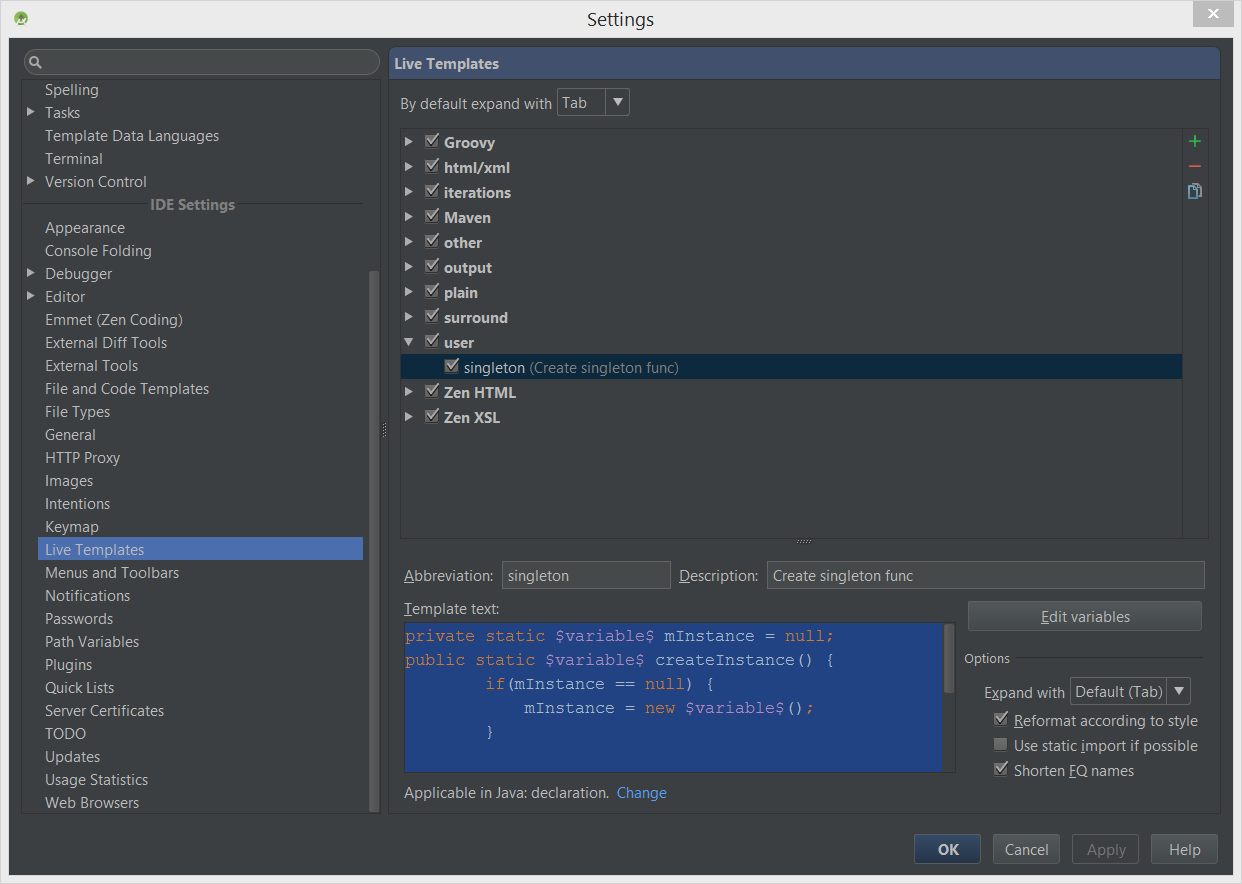 Settings
Spelling
Tasks
Template Data Languages
Terminal
Version Control
IDE Settings
Appearance
Console Folding
Debugger
Editor
Emmet (Zen Coding)
External Diff Tools
External Tools
File and Code Templates
File Types
General
HTTP Proxy
Images
Intentions
Keymap
Live Templates
Menus and Toolbars
Notifications
Passwords
Path Variables
Plugins
Quick Lists
Server Certificates
TODO
Updates
Usage Statistics
Web Browsers
Live Templates
By default expand with Tab
Groovy
html/xml
iterations
Maven
other
output
plain
surround
user
singleton (Create singleton func)
Zen HTML
Zen XSL
Abbreviation: singleton Description: Create singleton func
Template text:
private static $variable$ mInstance = null;
public static $variable$ createInstance() {
if(mInstance == null) {
mInstance = new $variable$();
}
Applicable in Java: declaration. Change
Edit variables
Options
Expand with Default (Tab)
Reformat according to style
Use static import if possible
Shorten FQ names
OK Cancel Apply Help